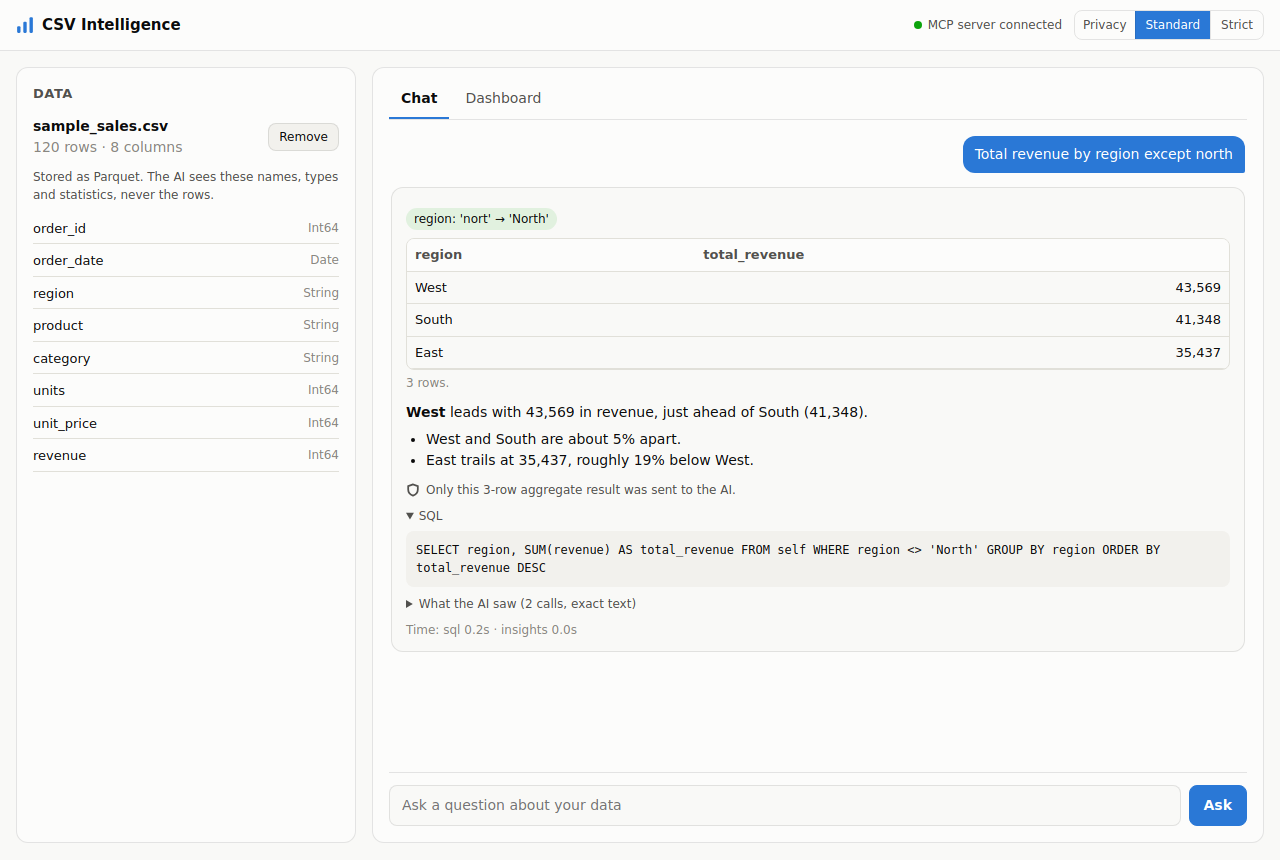 CSV Intelligence
MCP server connected
Privacy
Standard
Strict
DATA
sample_sales.csv
120 rows · 8 columns
Remove
Stored as Parquet. The AI sees these names, types
and statistics, never the rows.
order_id Int64
order_date Date
region String
product String
category String
units Int64
unit_price Int64
revenue Int64
Chat
Dashboard
Total revenue by region except north
region: 'nort' → 'North'
region total_revenue
West 43,569
South 41,348
East 35,437
3 rows.
West leads with 43,569 in revenue, just ahead of South (41,348).
• West and South are about 5% apart.
• East trails at 35,437, roughly 19% below West.
Only this 3-row aggregate result was sent to the AI.
▼ SQL
SELECT region, SUM(revenue) AS total_revenue FROM self WHERE region <> 'North' GROUP BY region ORDER BY
total_revenue DESC
▶ What the AI saw (2 calls, exact text)
Time: sql 0.2s · insights 0.0s
Ask a question about your data
Ask